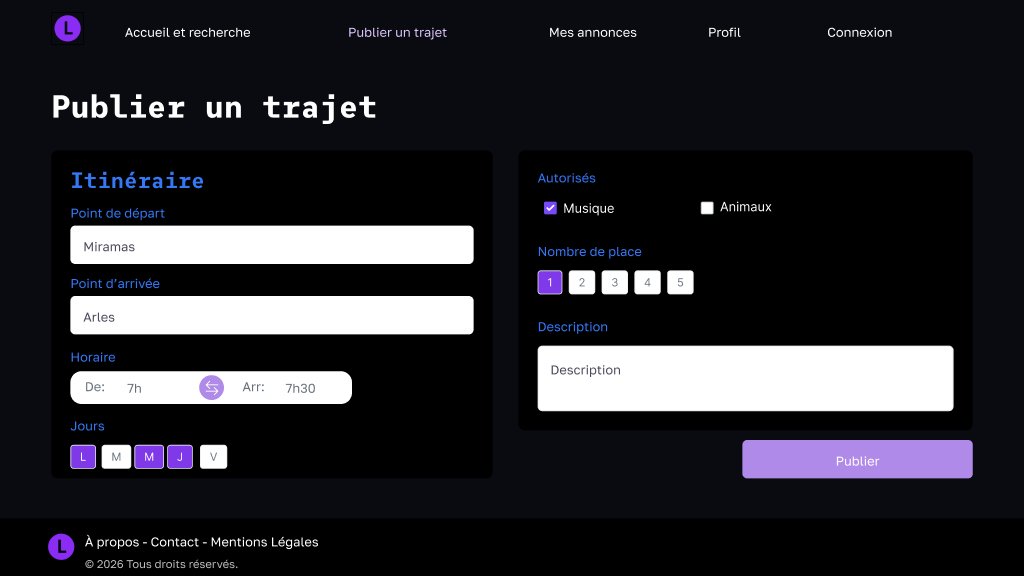 L
Accueil et recherche
Publier un trajet
Mes annonces
Profil
Connexion
Publier un trajet
Itinéraire
Point de départ
Miramas
Point d’arrivée
Arles
Horaire
De: 7h Arr: 7h30
Jours
L M M J V
Autorisés
Musique Animaux
Nombre de place
1 2 3 4 5
Description
Description
Publier
L
À propos - Contact - Mentions Légales
© 2026 Tous droits réservés.